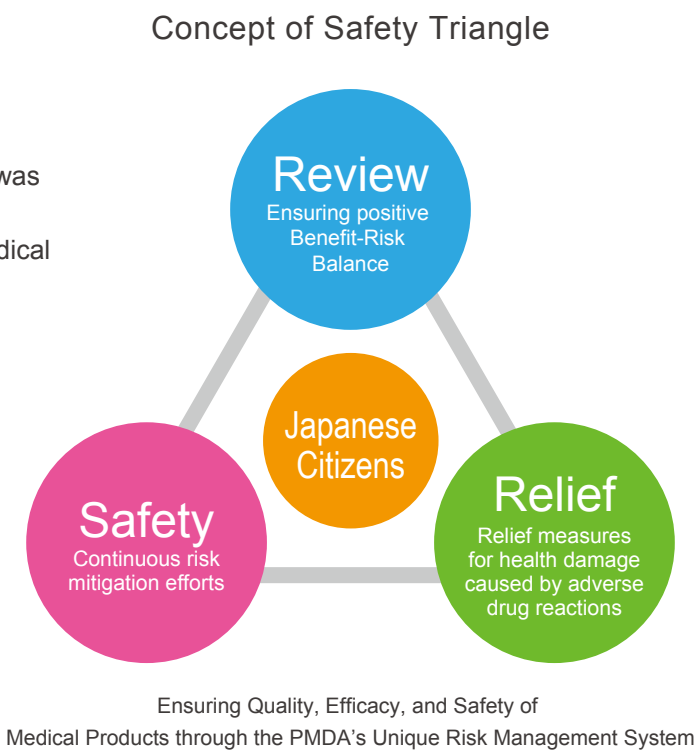 Concept of Safety Triangle
was
dical
Review
Ensuring positive
Benefit-Risk
Balance
Japanese
Citizens
Safety
Continuous risk
mitigation efforts
Relief
Relief measures
for health damage
caused by adverse
drug reactions
Ensuring Quality, Efficacy, and Safety of
Medical Products through the PMDA's Unique Risk Management System